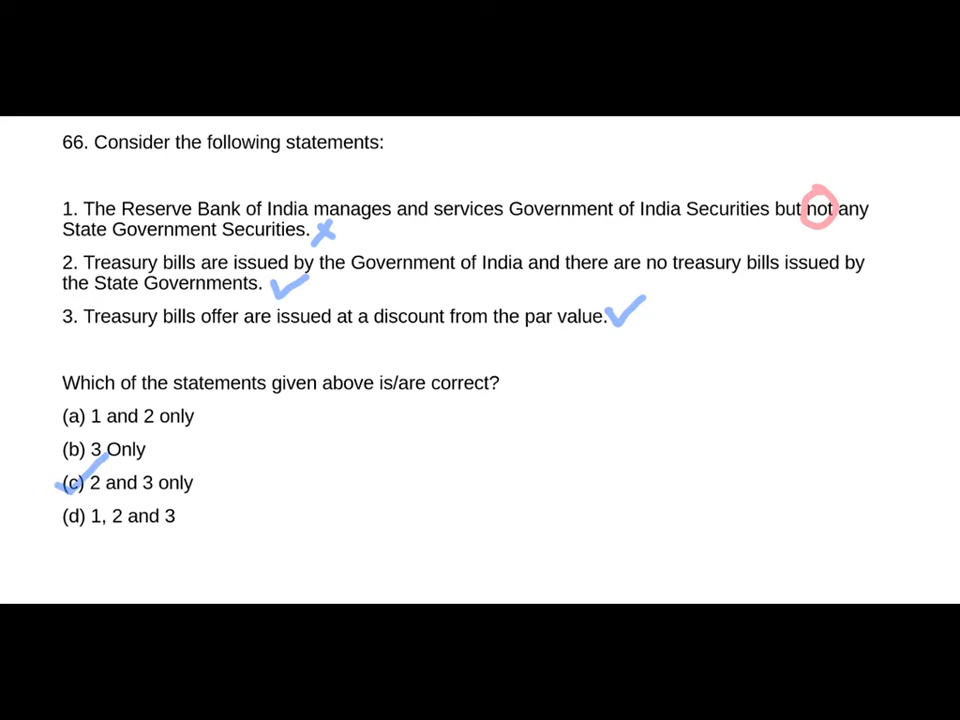 66. Consider the following statements:
1. The Reserve Bank of India manages and services Government of India Securities but not any
State Government Securities.
2. Treasury bills are issued by the Government of India and there are no treasury bills issued by
the State Governments.
3. Treasury bills offer are issued at a discount from the par value.
Which of the statements given above is/are correct?
(a) 1 and 2 only
(b) 3 Only
(c) 2 and 3 only
(d) 1, 2 and 3